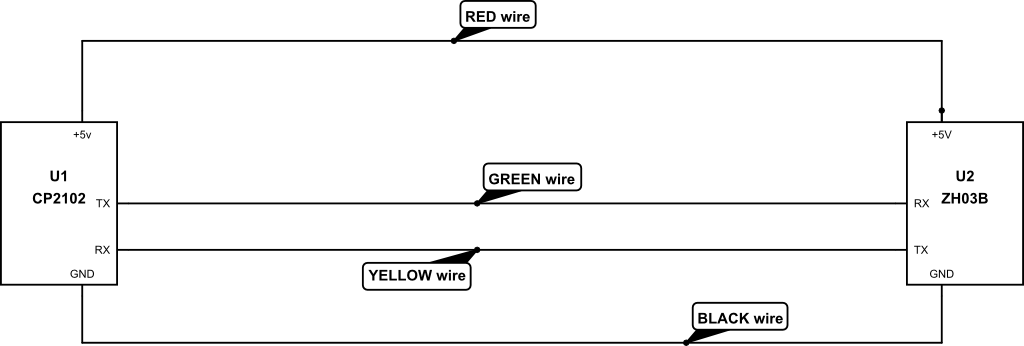 RED wire
+5v
+5V
U1
CP2102
TX
GREEN wire
U2
ZH03B
RX
RX
YELLOW wire
TX
GND
GND
BLACK wire